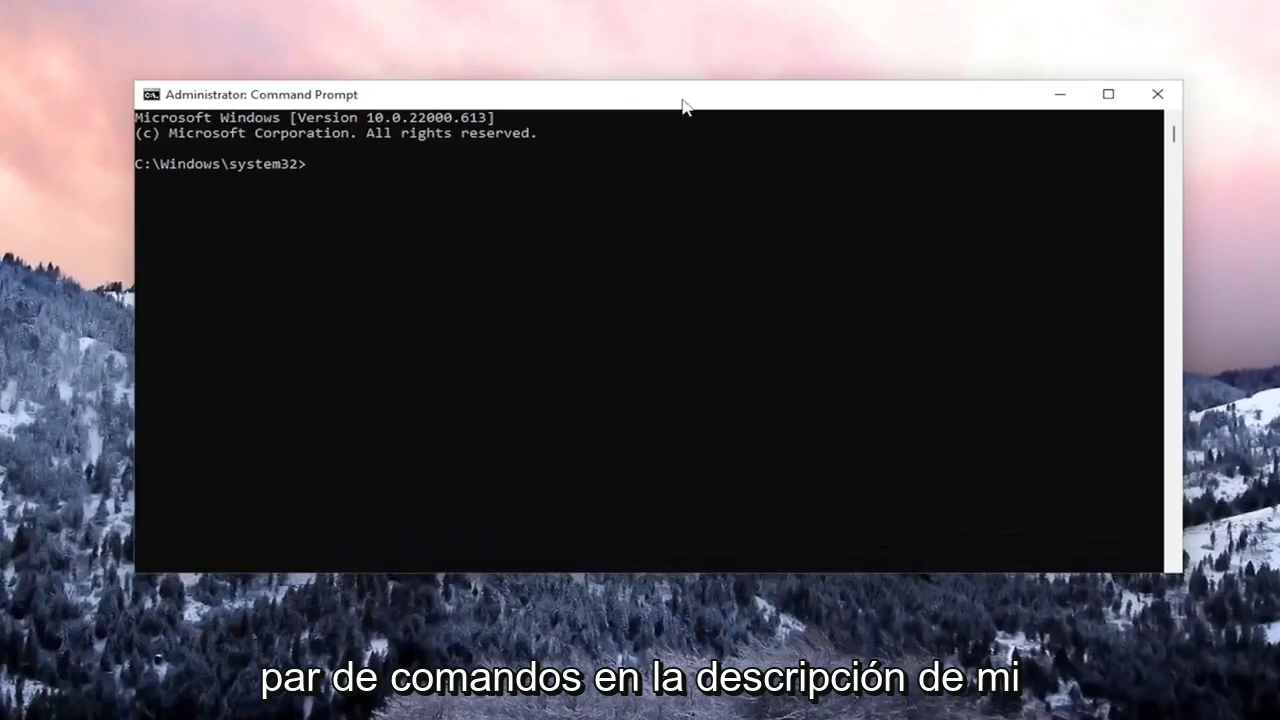 Administrator: Command Prompt
Microsoft Windows [Version 10.0.22000.613]
(c) Microsoft Corporation. All rights reserved.
C:\Windows\system32>
par de comandos en la descripción de mi